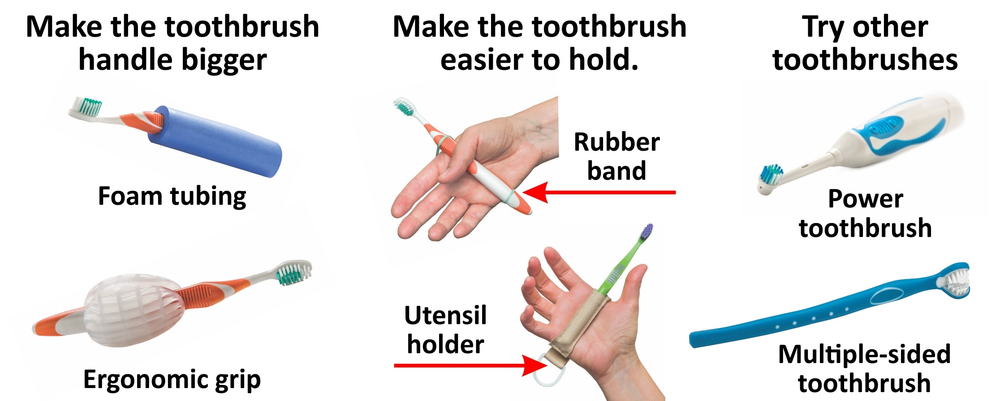 Make the toothbrush
handle bigger
Foam tubing
Ergonomic grip
Make the toothbrush
easier to hold.
Rubber
band
Utensil
holder
Try other
toothbrushes
Power
toothbrush
Multiple-sided
toothbrush